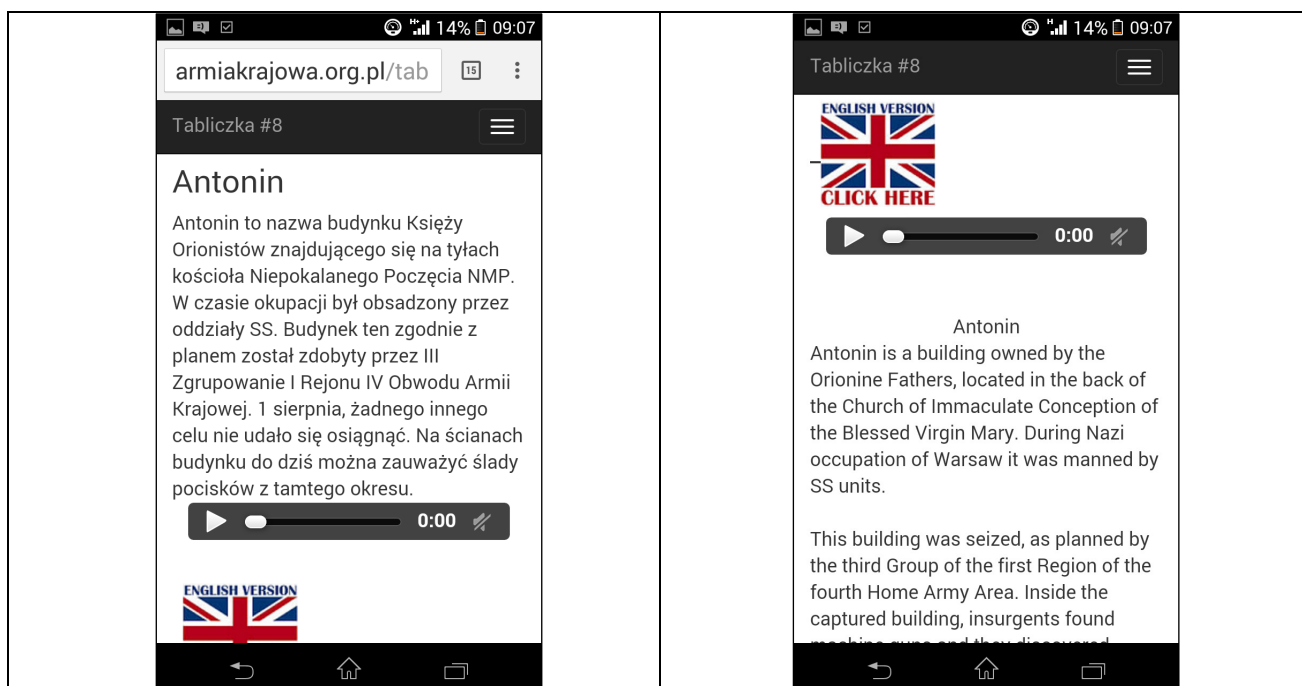 14% 09:07
armiakrajowa.org.pl/tab 15
Tabliczka #8
Antonin
Antonin to nazwa budynku Księży
Orionistów znajdującego się na tyłach
kościoła Niepokalanego Poczęcia NMP.
W czasie okupacji był obsadzony przez
oddziały SS. Budynek ten zgodnie z
planem został zdobyty przez III
Zgrupowanie I Rejonu IV Obwodu Armii
Krajowej. 1 sierpnia, żadnego innego
celu nie udało się osiągnąć. Na ścianach
budynku do dziś można zauważyć ślady
pocisków z tamtego okresu.
0:00
ENGLISH VERSION
H 14% 09:07
Tabliczka #8
ENGLISH VERSION
CLICK HERE
0:00
Antonin
Antonin is a building owned by the
Orionine Fathers, located in the back of
the Church of Immaculate Conception of
the Blessed Virgin Mary. During Nazi
occupation of Warsaw it was manned by
SS units.
This building was seized, as planned by
the third Group of the first Region of the
fourth Home Army Area. Inside the
captured building, insurgents found
machine guns and they discovered